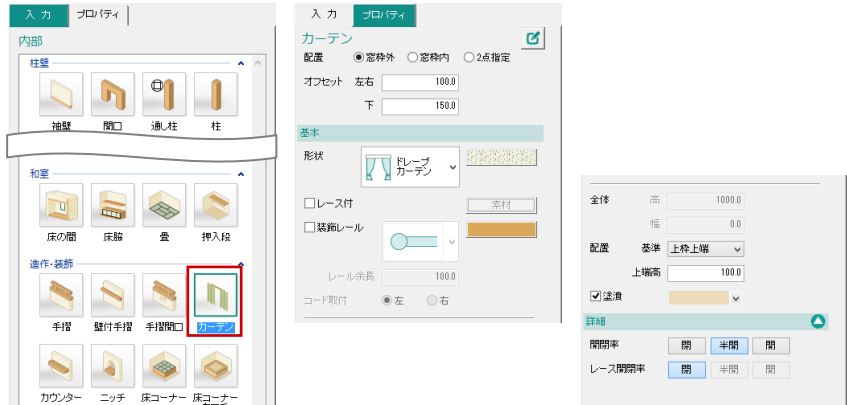 入 力 プロパティ
内部
柱壁
袖壁 開口 通し柱 柱
和室
床の間 床脇 畳 押入段
造作・装飾
手摺 壁付手摺 手摺開口 カーテン
カウンター ニッチ 床コーナー 床コーナー
入 力 プロパティ
カーテン
配置 窓枠外 窓枠内 2点指定
オフセット 左右 100.0
下 150.0
基本
形状 ドレープ
カーテン
レース付 素材
装飾レール
レール余長 100.0
コード取付 左 右
全体 高 1000.0
幅 0.0
配置 基準 上枠上端
上端高 100.0
塗潰
詳細
開閉率 閉 半開 開
レース開閉率 閉 半開 開